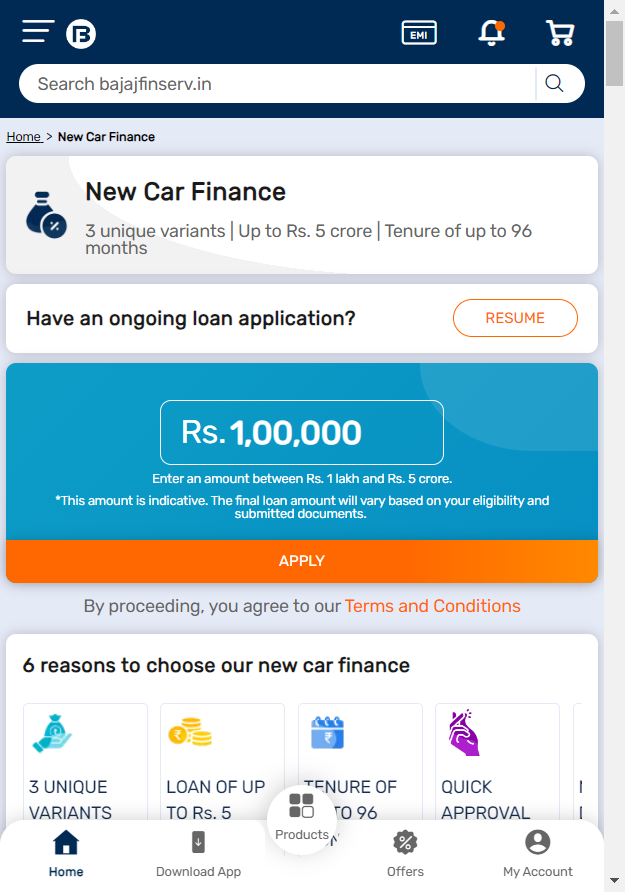 EMI
Search bajajfinserv.in
Home > New Car Finance
New Car Finance
3 unique variants | Up to Rs. 5 crore | Tenure of up to 96
months
Have an ongoing loan application?
RESUME
Rs. 1,00,000
Enter an amount between Rs. 1 lakh and Rs. 5 crore.
*This amount is indicative. The final loan amount will vary based on your eligibility and
submitted documents.
APPLY
By proceeding, you agree to our Terms and Conditions
6 reasons to choose our new car finance
3 UNIQUE
VARIANTS
LOAN OF UP
TO Rs. 5
TENURE OF
TO 96
QUICK
APPROVAL
Products
Home
Download App
Offers
My Account